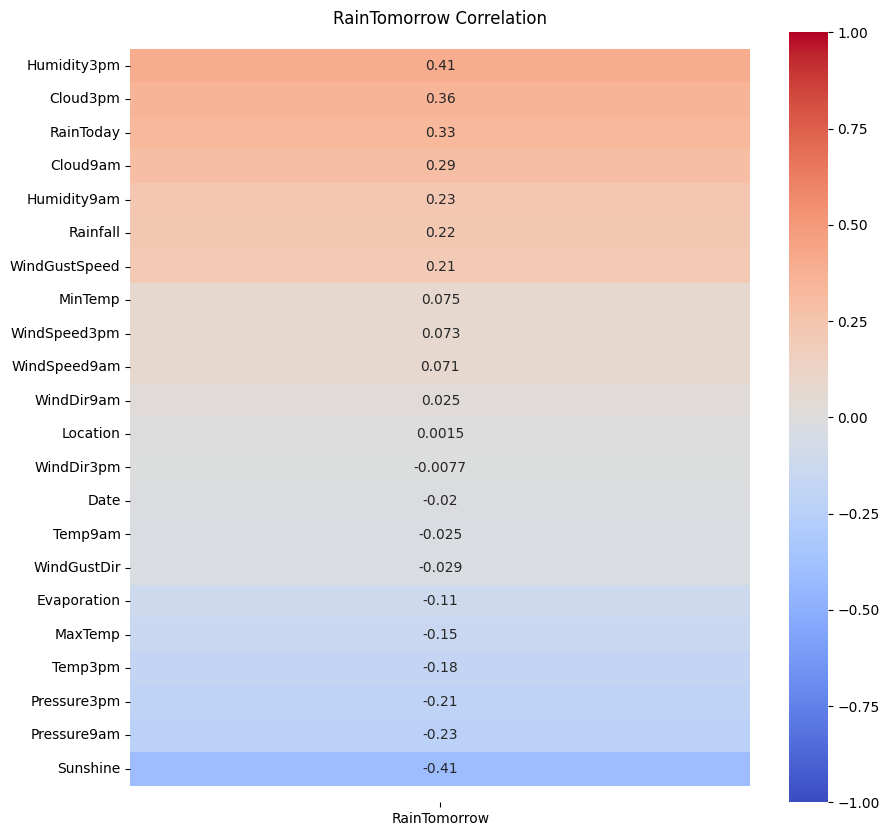 RainTomorrow Correlation
Humidity3pm 0.41
Cloud3pm 0.36
RainToday 0.33
Cloud9am 0.29
Humidity9am 0.23
Rainfall 0.22
WindGustSpeed 0.21
MinTemp 0.075
WindSpeed3pm 0.073
WindSpeed9am 0.071
WindDir9am 0.025
Location 0.0015
WindDir3pm -0.0077
Date -0.02
Temp9am -0.025
WindGustDir -0.029
Evaporation -0.11
MaxTemp -0.15
Temp3pm -0.18
Pressure3pm -0.21
Pressure9am -0.23
Sunshine -0.41
RainTomorrow
1.00
0.75
0.50
0.25
0.00
−0.25
−0.50
−0.75
−1.00